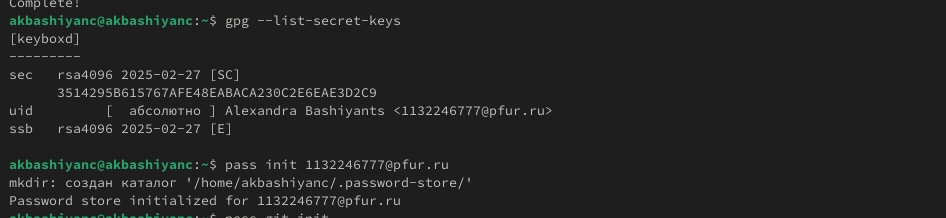 Complete!
akbashiyanc@akbashiyanc:~$ gpg --list-secret-keys
[keyboxd]
---------
sec   rsa4096 2025-02-27 [SC]
      3514295B615767AFE48EABACA230C2E6EAE3D2C9
uid         [  абсолютно ] Alexandra Bashiyants <1132246777@pfur.ru>
ssb   rsa4096 2025-02-27 [E]
akbashiyanc@akbashiyanc:~$ pass init 1132246777@pfur.ru
mkdir: создан каталог '/home/akbashiyanc/.password-store/'
Password store initialized for 1132246777@pfur.ru
akbashiyanc@akbashiyanc:~$ pass git init